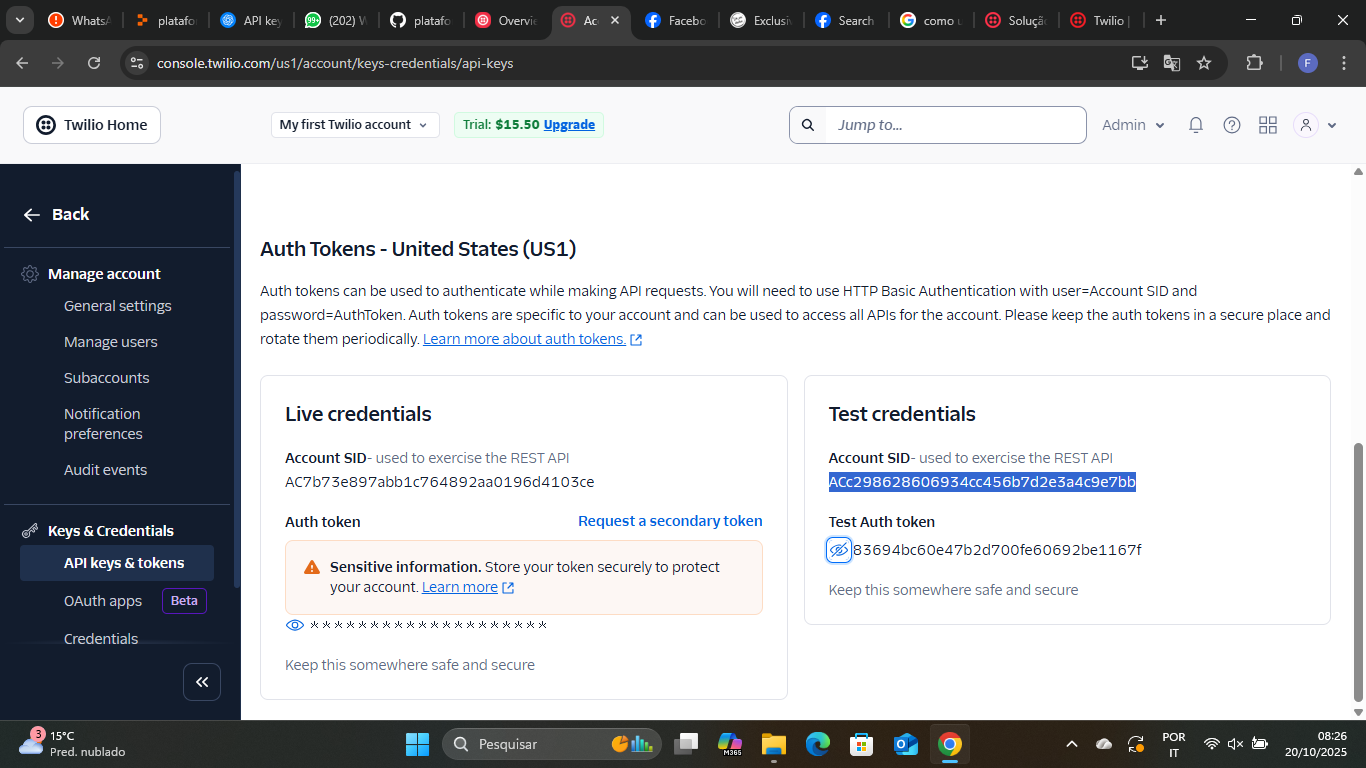 WhatsA
platafo
API key
(202) W
platafo
Overvie
Ac
Facebo
Exclusiv
Search
como u
Soluçã
Twilio |
console.twilio.com/us1/account/keys-credentials/api-keys
F
Twilio Home
My first Twilio account
Trial: $15.50 Upgrade
Jump to...
Admin
Back
Manage account
General settings
Manage users
Subaccounts
Notification
preferences
Audit events
Keys & Credentials
API keys & tokens
OAuth apps Beta
Credentials
Auth Tokens - United States (US1)
Auth tokens can be used to authenticate while making API requests. You will need to use HTTP Basic Authentication with user=Account SID and
password=AuthToken. Auth tokens are specific to your account and can be used to access all APIs for the account. Please keep the auth tokens in a secure place and
rotate them periodically. Learn more about auth tokens.
Live credentials
Account SID- used to exercise the REST API
AC7b73e897abb1c764892aa0196d4103ce
Auth token Request a secondary token
Sensitive information. Store your token securely to protect
your account. Learn more
********************
Keep this somewhere safe and secure
Test credentials
Account SID- used to exercise the REST API
ACc298628606934cc456b7d2e3a4c9e7bb
Test Auth token
83694bc60e47b2d700fe60692be1167f
Keep this somewhere safe and secure
3
15°C
Pred. nublado
Pesquisar
M365
POR
IT
08:26
20/10/2025